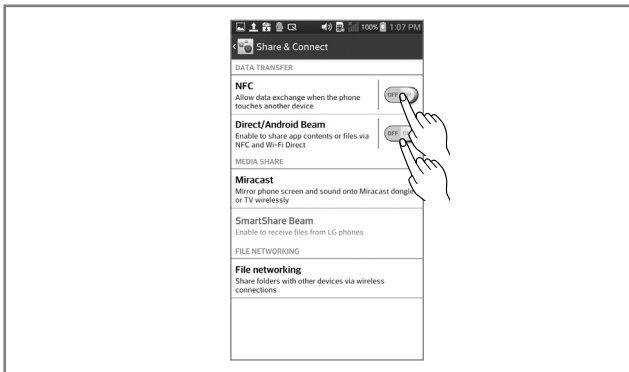 100% 1:07 PM
Share & Connect
DATA TRANSFER
NFC
Allow data exchange when the phone
touches another device
OFF
Direct/Android Beam
Enable to share app contents or files via
NFC and Wi-Fi Direct
OFF
MEDIA SHARE
Miracast
Mirror phone screen and sound onto Miracast dongle
or TV wirelessly
SmartShare Beam
Enable to receive files from LG phones
FILE NETWORKING
File networking
Share folders with other devices via wireless
connections